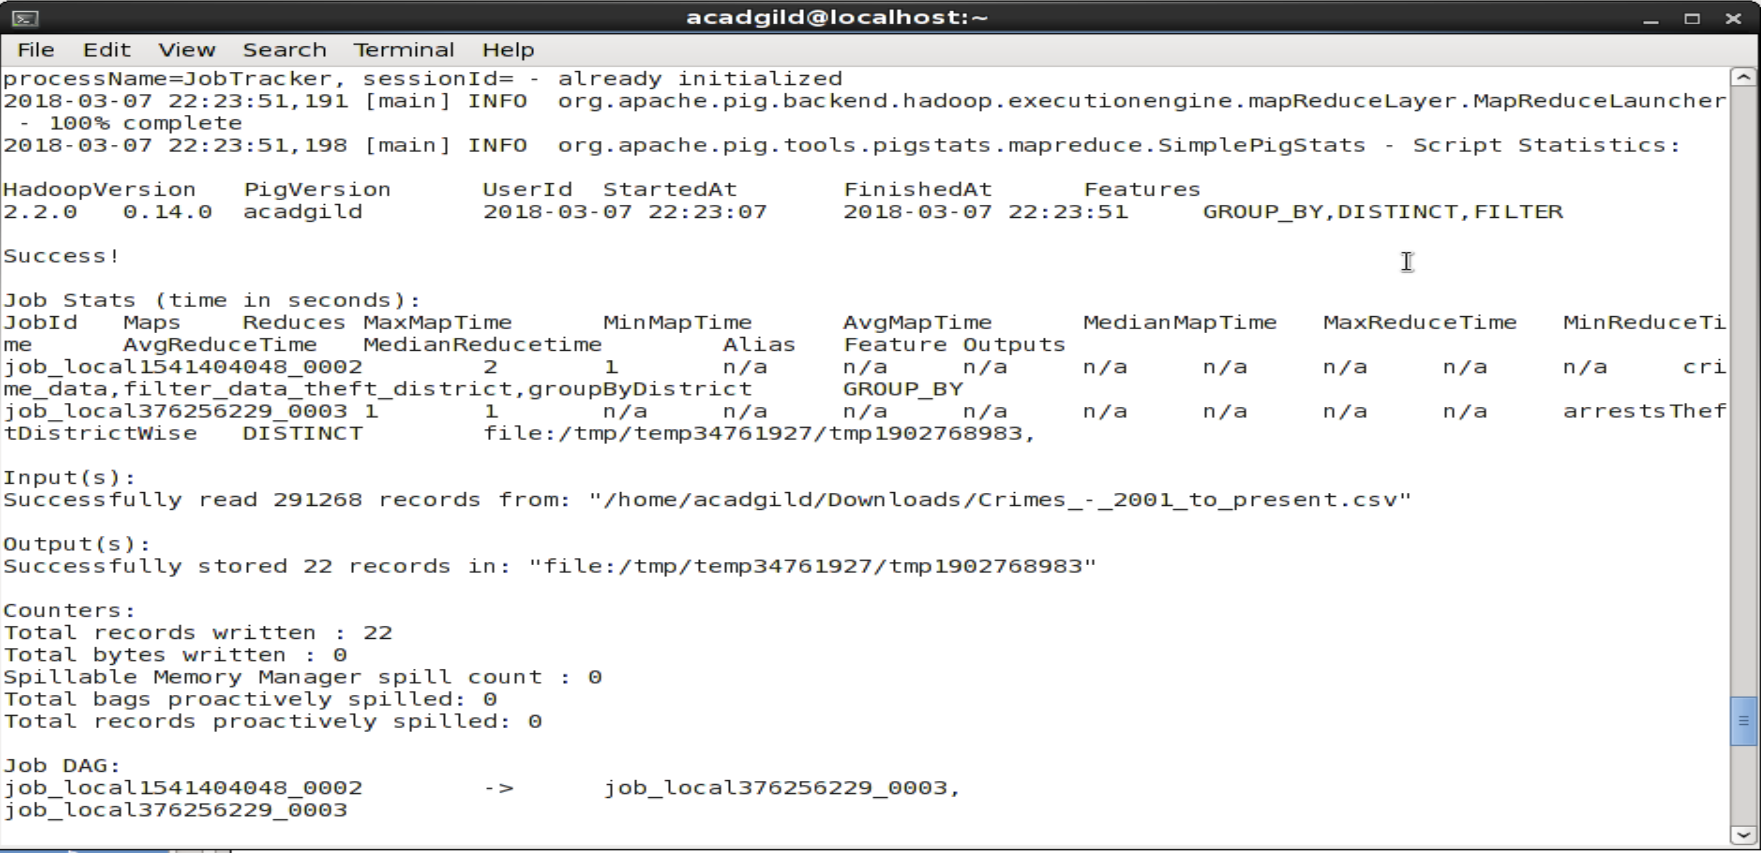 acadgild@localhost:~
File Edit View Search Terminal Help
processName=JobTracker, sessionId= - already initialized
2018-03-07 22:23:51,191 [main] INFO  org.apache.pig.backend.hadoop.executionengine.mapReduceLayer.MapReduceLauncher
 - 100% complete
2018-03-07 22:23:51,198 [main] INFO  org.apache.pig.tools.pigstats.mapreduce.SimplePigStats - Script Statistics:
HadoopVersion   PigVersion      UserId  StartedAt       FinishedAt      Features
2.2.0   0.14.0  acadgild        2018-03-07 22:23:07     2018-03-07 22:23:51     GROUP_BY,DISTINCT,FILTER
Success!
Job Stats (time in seconds):
JobId   Maps    Reduces MaxMapTime      MinMapTime      AvgMapTime      MedianMapTime   MaxReduceTime   MinReduceTi
me      AvgReduceTime   MedianReducetime        Alias   Feature Outputs
job_local1541404048_0002        2       1       n/a     n/a     n/a     n/a     n/a     n/a     n/a     n/a     cri
me_data,filter_data_theft_district,groupByDistrict      GROUP_BY
job_local376256229_0003 1       1       n/a     n/a     n/a     n/a     n/a     n/a     n/a     n/a     arrestsThef
tDistrictWise   DISTINCT        file:/tmp/temp34761927/tmp1902768983,
Input(s):
Successfully read 291268 records from: "/home/acadgild/Downloads/Crimes_-_2001_to_present.csv"
Output(s):
Successfully stored 22 records in: "file:/tmp/temp34761927/tmp1902768983"
Counters:
Total records written : 22
Total bytes written : 0
Spillable Memory Manager spill count : 0
Total bags proactively spilled: 0
Total records proactively spilled: 0
Job DAG:
job_local1541404048_0002        ->      job_local376256229_0003,
job_local376256229_0003